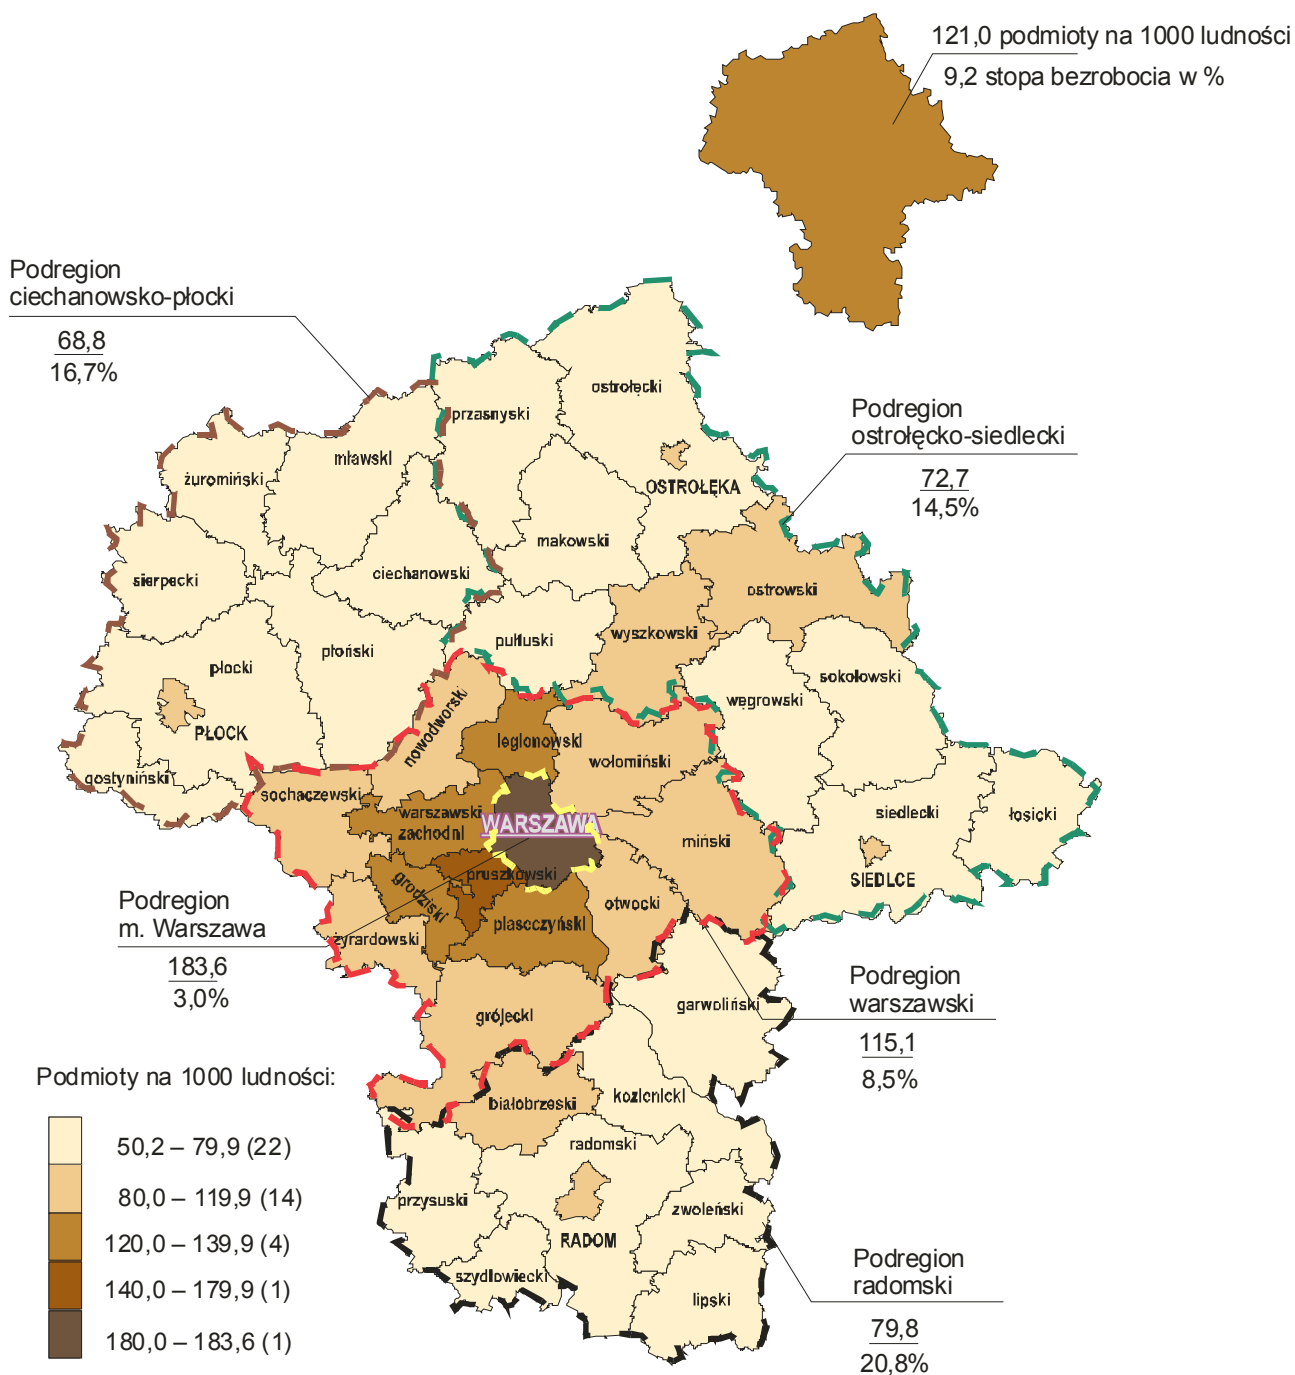 121,0 podmioty na 1000 ludności
9,2 stopa bezrobocia w %
Podregion
ciechanowsko-płocki
68,8
16,7%
Podregion
ostrołęcko-siedlecki
72,7
14,5%
ostrołęcki
przasnyski
mławski
żuromiński
OSTROŁĘKA
makowski
ciechanowski
sierpecki
ostrowski
wyszkowski
pułtuski
płoński
płocki
sokołowski
węgrowski
PŁOCK
nowodworski
legionowski
wołomiński
gostyniński
sochaczewski
warszawski
zachodni
WARSZAWA
siedlecki
łosicki
miński
SIEDLCE
pruszkowski
grodziski
otwocki
piaseczyński
żyrardowski
Podregion
m. Warszawa
183,6
3,0%
garwoliński
grójecki
Podregion
warszawski
115,1
8,5%
kozienicki
białobrzeski
radomski
przysuski
zwoleński
RADOM
szydłowiecki
lipski
Podregion
radomski
79,8
20,8%
Podmioty na 1000 ludności:
50,2 – 79,9 (22)
80,0 – 119,9 (14)
120,0 – 139,9 (4)
140,0 – 179,9 (1)
180,0 – 183,6 (1)